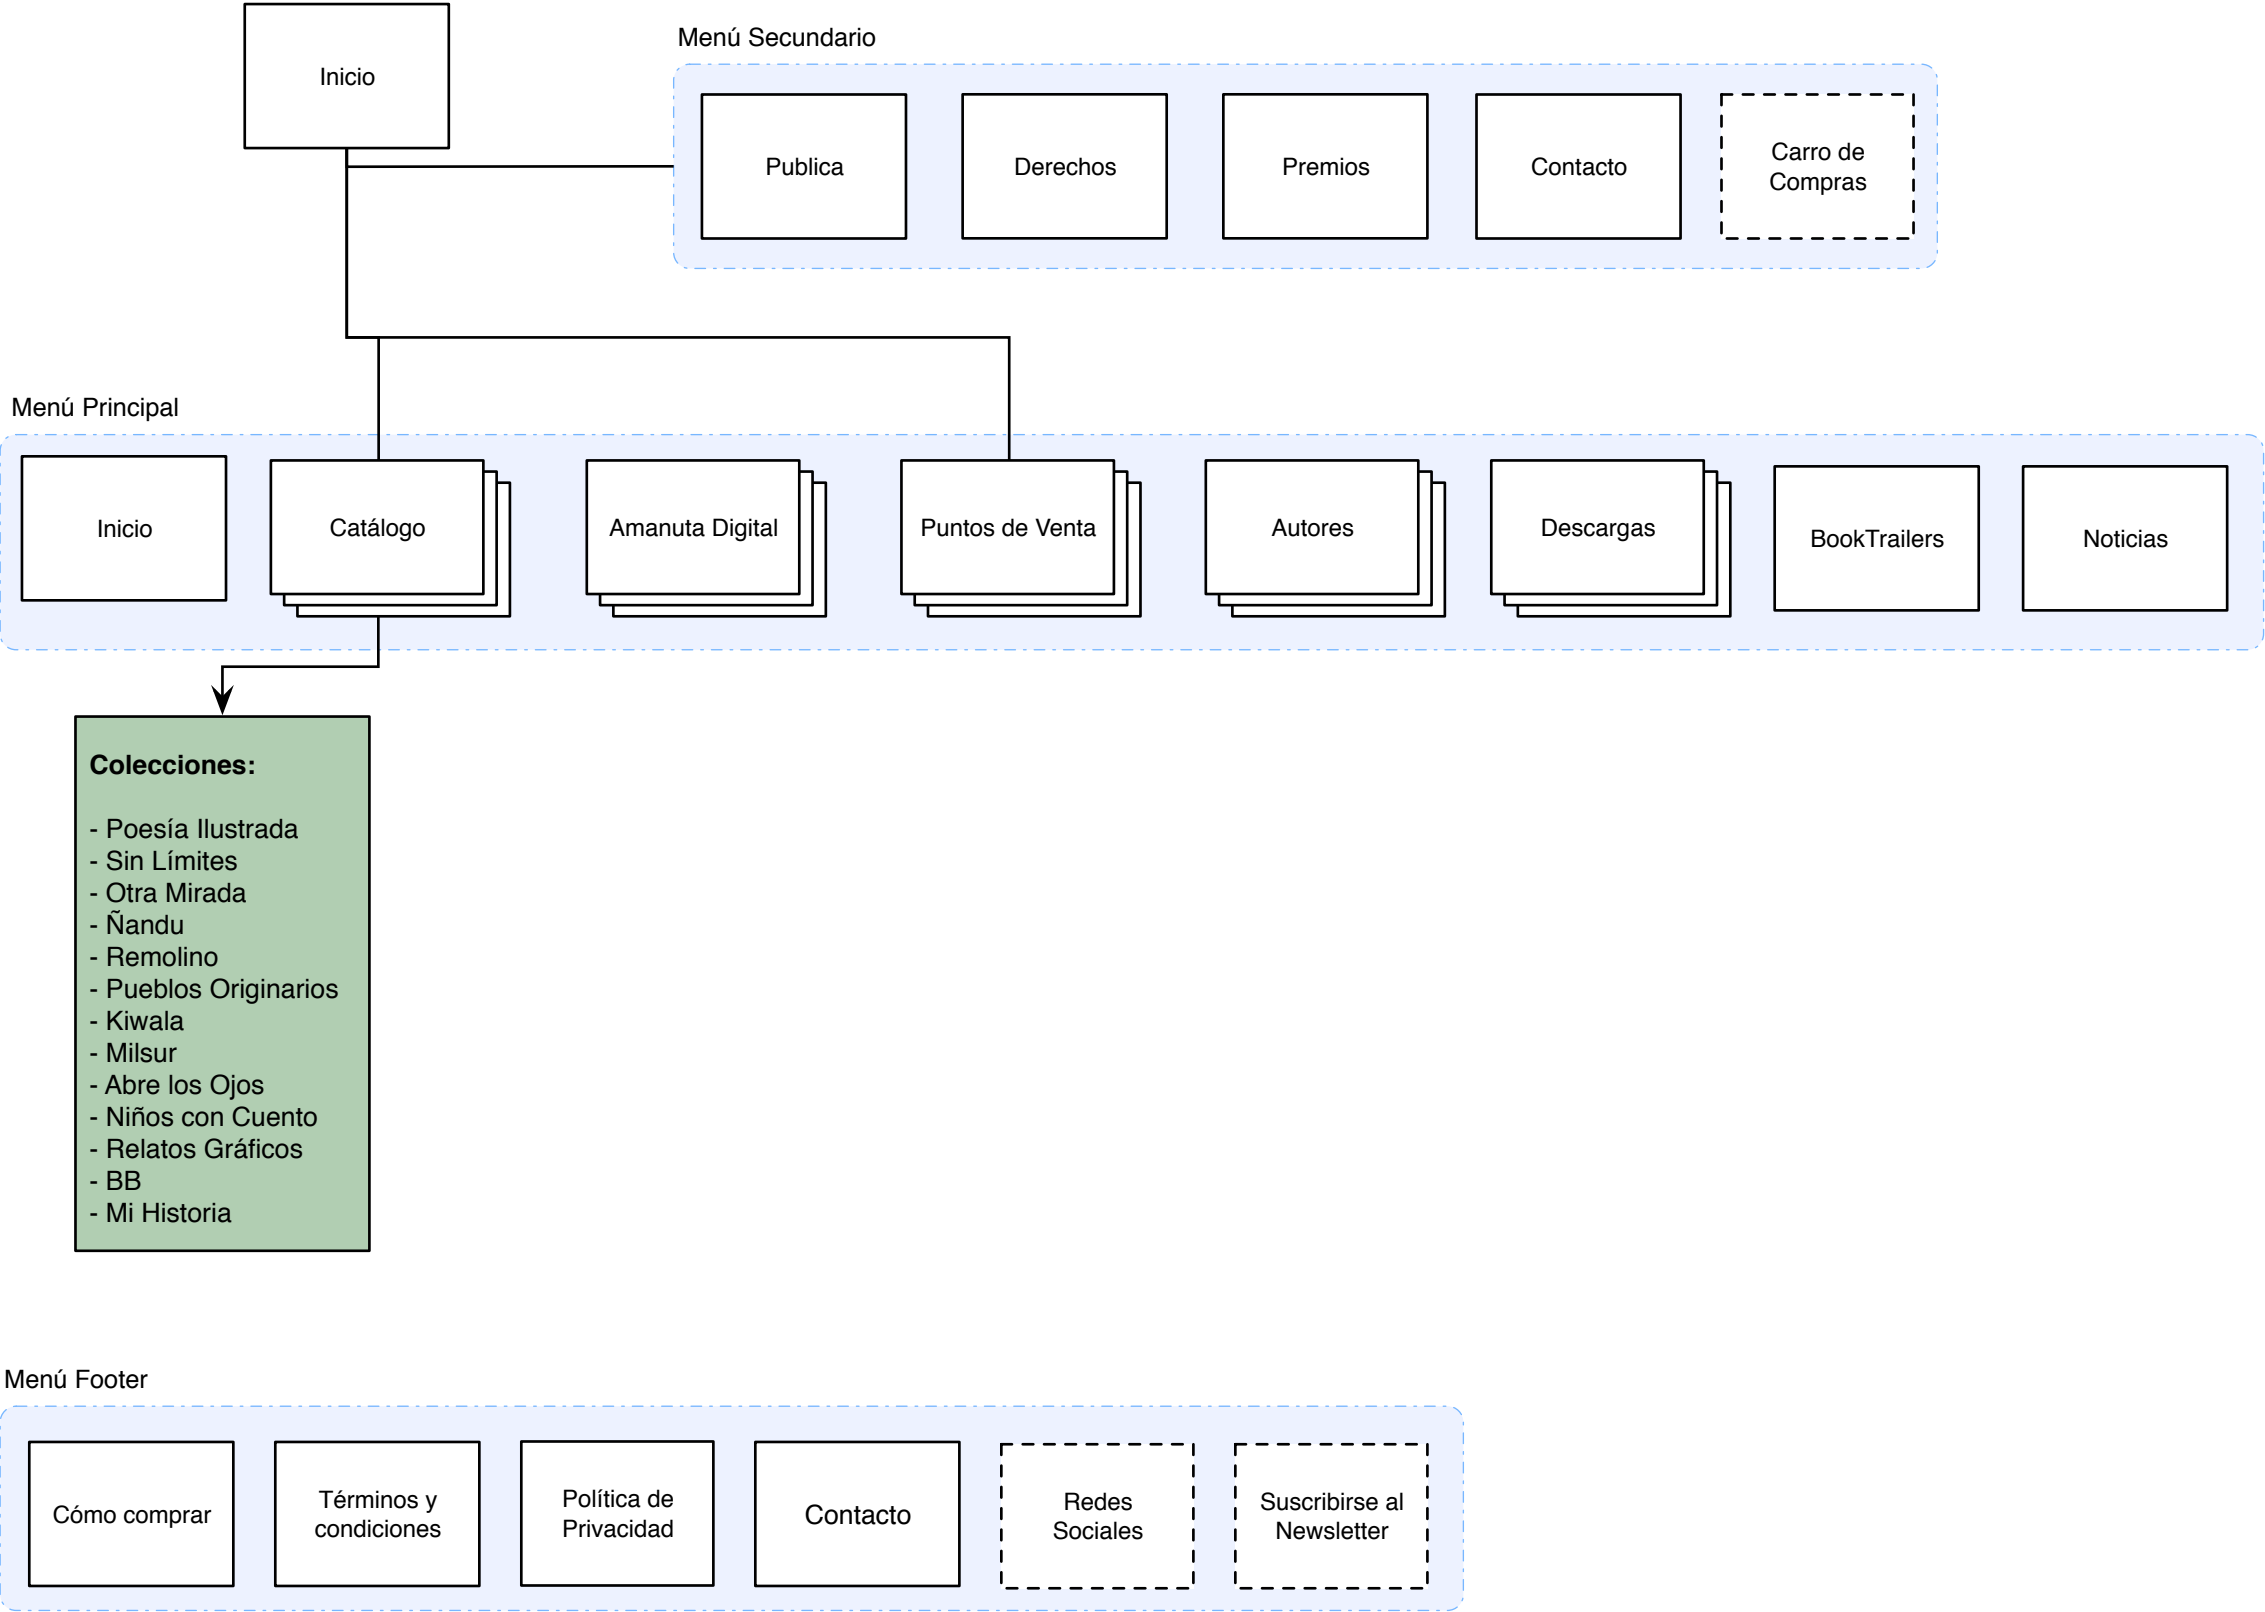 Inicio
Menú Secundario
Publica
Derechos
Premios
Contacto
Carro de
Compras
Menú Principal
Inicio
Catálogo
Amanuta Digital
Puntos de Venta
Autores
Descargas
BookTrailers
Noticias
Colecciones:
- Poesía Ilustrada
- Sin Límites
- Otra Mirada
- Ñandu
- Remolino
- Pueblos Originarios
- Kiwala
- Milsur
- Abre los Ojos
- Niños con Cuento
- Relatos Gráficos
- BB
- Mi Historia
Menú Footer
Cómo comprar
Términos y
condiciones
Política de
Privacidad
Contacto
Redes
Sociales
Suscribirse al
Newsletter